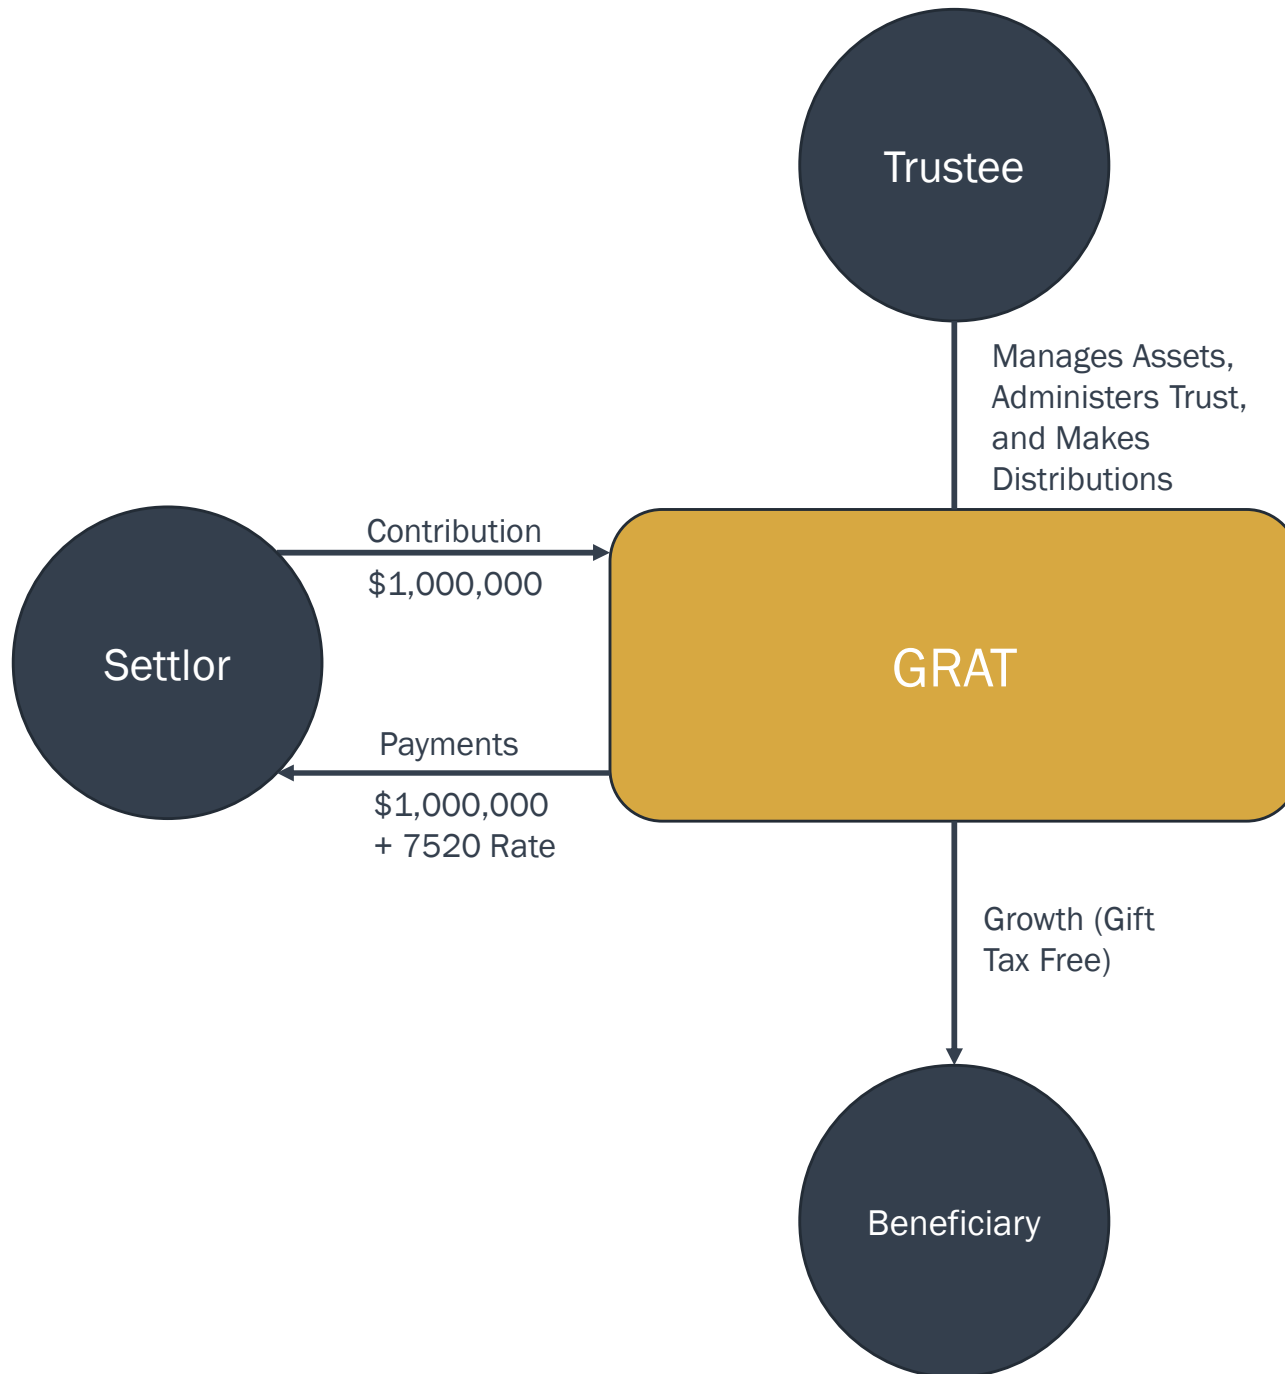 Trustee
Manages Assets,
Administers Trust,
and Makes
Distributions
Contribution
$1,000,000
Settlor
GRAT
Payments
$1,000,000
+ 7520 Rate
Growth (Gift
Tax Free)
Beneficiary